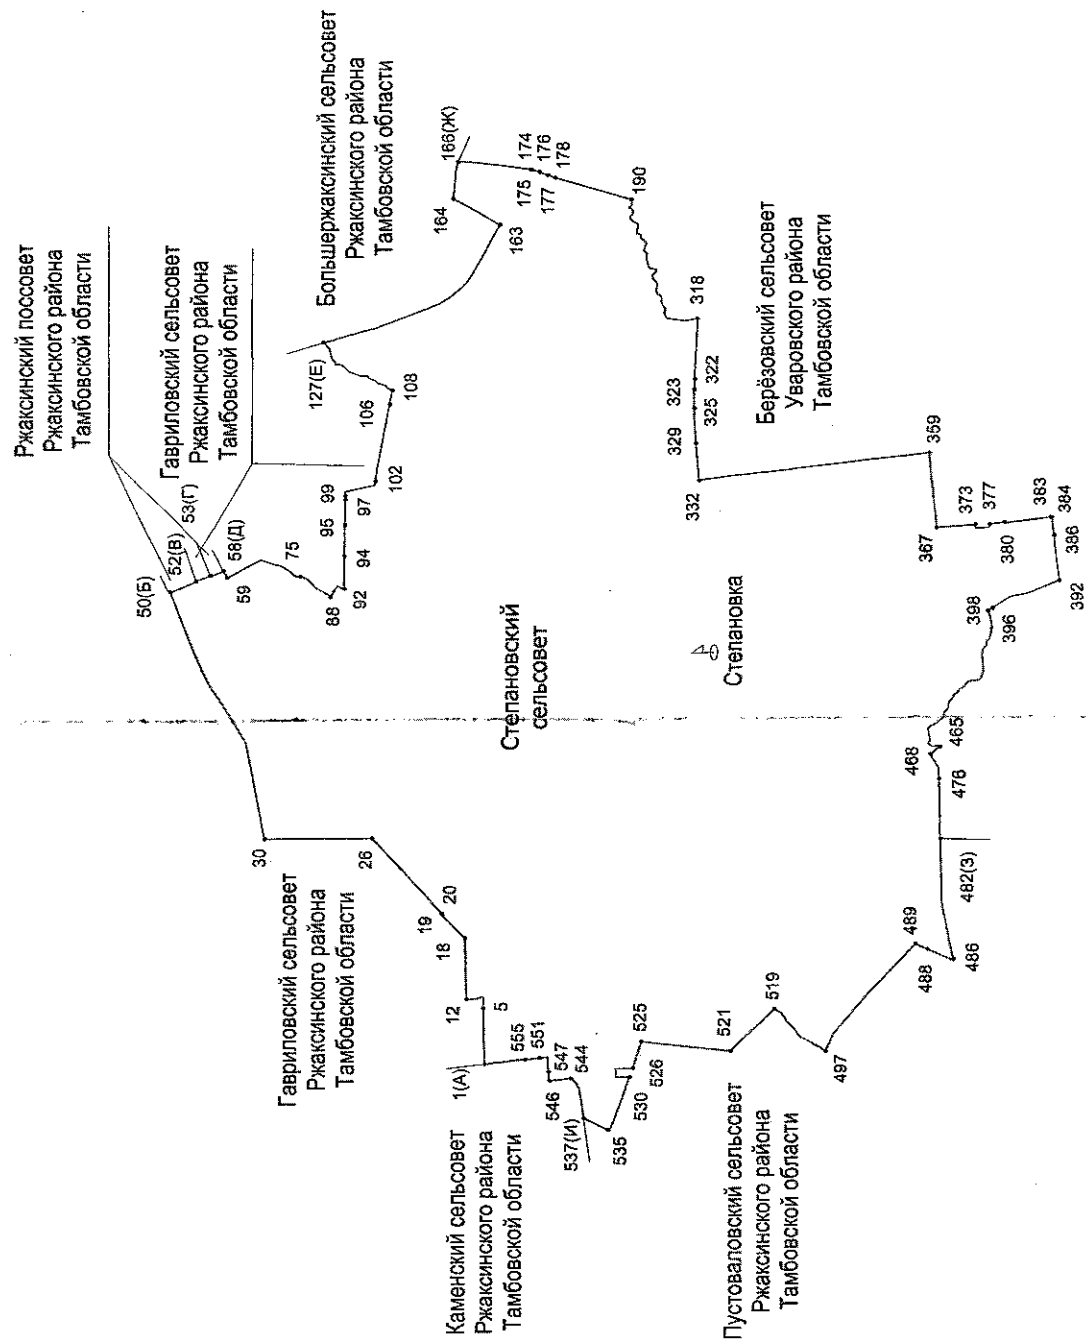 Ржаксинский поссовет
Ржаксинского района
Тамбовской области
Гавриловский сельсовет
Ржаксинского района
Тамбовской области
Большержаксинский сельсовет
Ржаксинского района
Тамбовской области
Гавриловский сельсовет
Ржаксинского района
Тамбовской области
Каменский сельсовет
Ржаксинского района
Тамбовской области
Пустоваловский сельсовет
Ржаксинского района
Тамбовской области
Берёзовский сельсовет
Уваровского района
Тамбовской области
Степановский
сельсовет
Степановка
1(А)
5
12
18
19
20
26
30
50(Б)
52(В)
53(Г)
58(Д)
59
75
88
92
94
95
97
99
102
106
108
127(Е)
163
164
166(Ж)
174
175
176
177
178
190
318
322
323
325
329
332
359
367
373
377
380
383
384
386
392
396
398
465
468
476
482(З)
486
488
489
497
519
521
525
526
530
535
537(И)
544
546
547
551
555